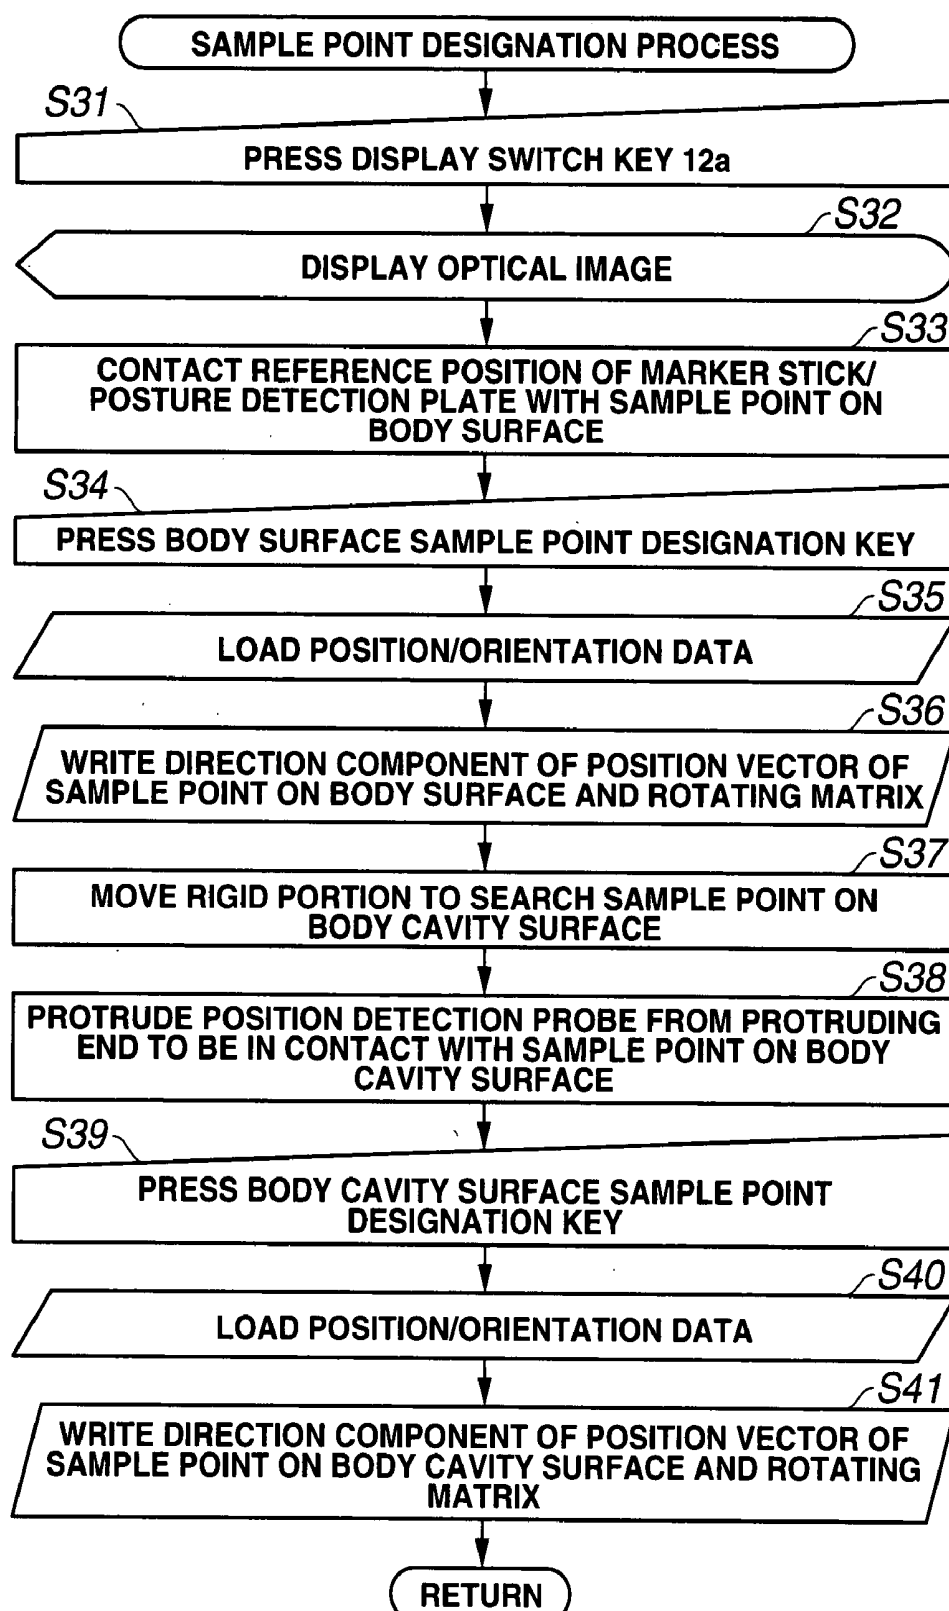 SAMPLE POINT DESIGNATION PROCESS
S31
PRESS DISPLAY SWITCH KEY 12a
S32
DISPLAY OPTICAL IMAGE
S33
CONTACT REFERENCE POSITION OF MARKER STICK/
POSTURE DETECTION PLATE WITH SAMPLE POINT ON
BODY SURFACE
S34
PRESS BODY SURFACE SAMPLE POINT DESIGNATION KEY
S35
LOAD POSITION/ORIENTATION DATA
S36
WRITE DIRECTION COMPONENT OF POSITION VECTOR OF
SAMPLE POINT ON BODY SURFACE AND ROTATING MATRIX
S37
MOVE RIGID PORTION TO SEARCH SAMPLE POINT ON
BODY CAVITY SURFACE
S38
PROTRUDE POSITION DETECTION PROBE FROM PROTRUDING
END TO BE IN CONTACT WITH SAMPLE POINT ON BODY
CAVITY SURFACE
S39
PRESS BODY CAVITY SURFACE SAMPLE POINT
DESIGNATION KEY
S40
LOAD POSITION/ORIENTATION DATA
S41
WRITE DIRECTION COMPONENT OF POSITION VECTOR OF
SAMPLE POINT ON BODY CAVITY SURFACE AND ROTATING
MATRIX
RETURN